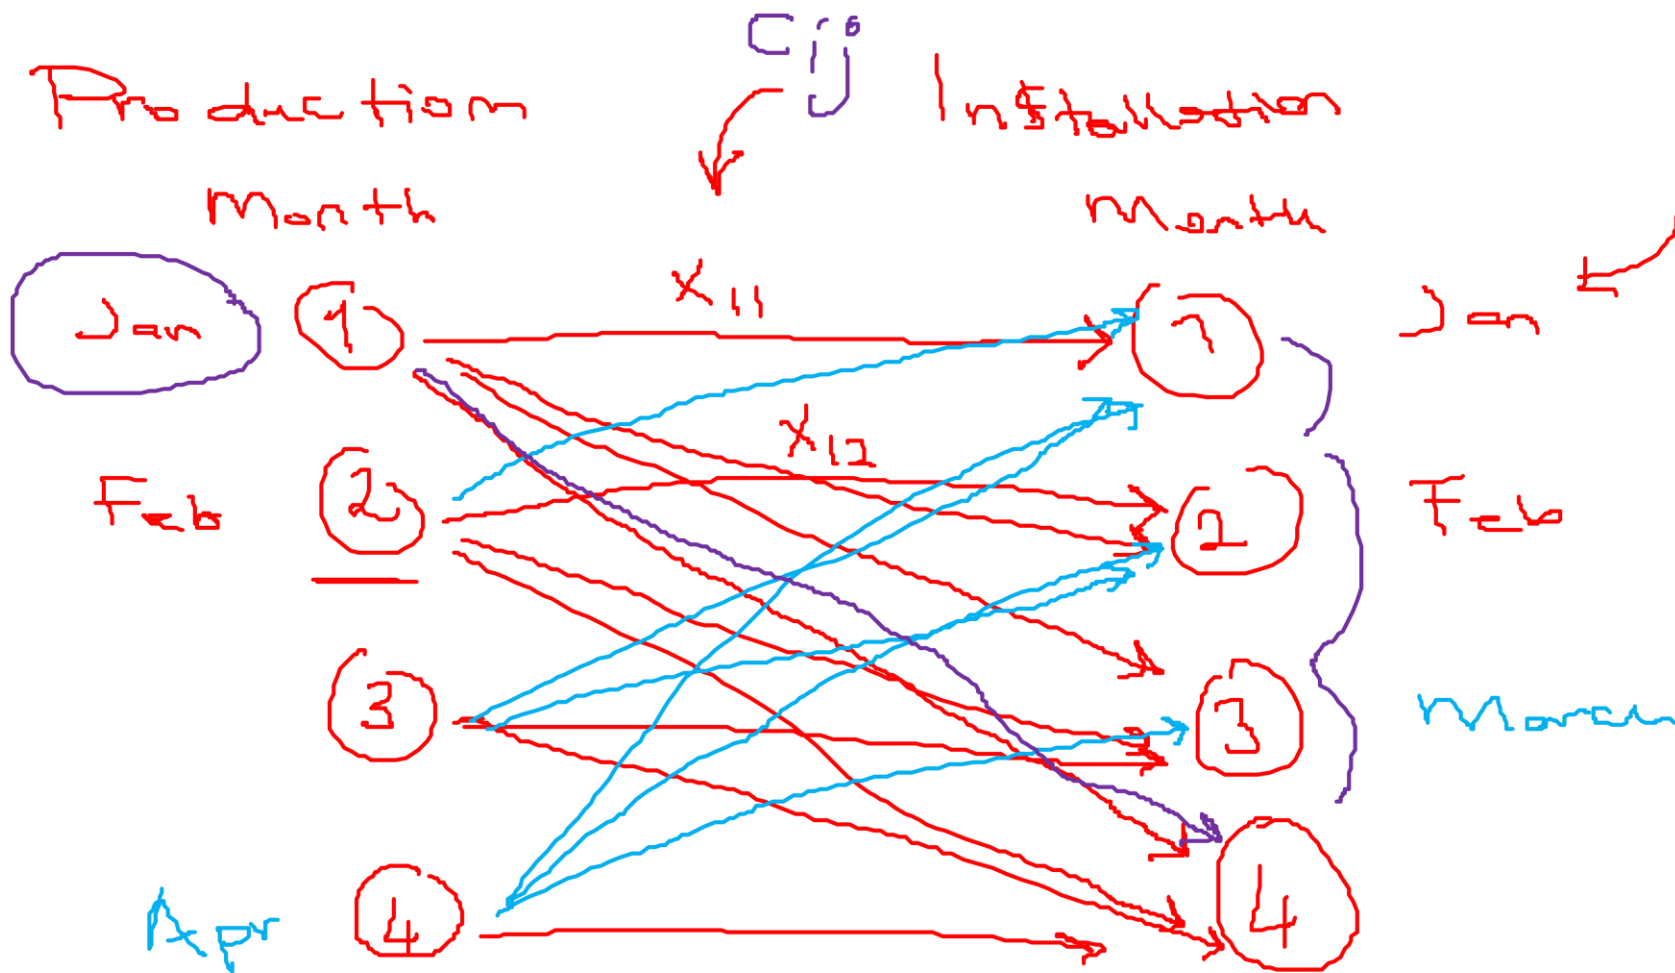 Cij
Production Installation
Month Month
Jan 1 X11 1 Jan
X12
Feb 2 2 Feb
3 3 March
Apr 4 4